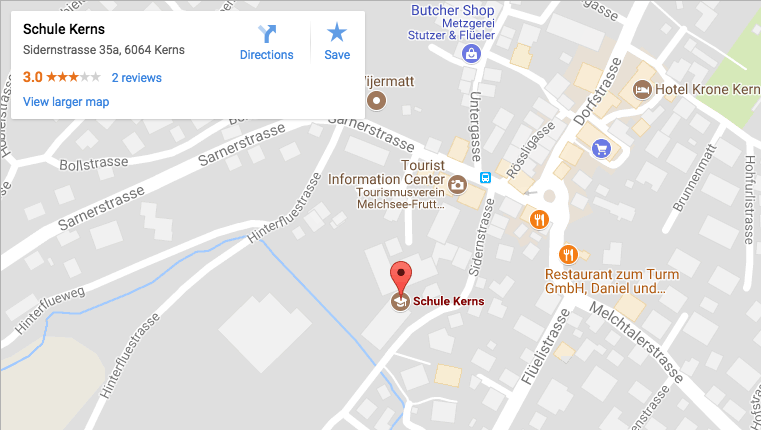 Schule Kerns
Sidernstrasse 35a, 6064 Kerns
3.0
2 reviews
View larger map
Directions
Save
Butcher Shop
Metzgerei
Stutzer & Flüeler
Hotel Krone Kern
Dorfstrasse
Untergasse
Rössligasse
Brunnenmatt
Hohfurlistrasse
Sarnerstrasse
Sarnerstrasse
Sarnerstrasse
Bollstrasse
Tourist
Information Center
Tourismusverein
Melchsee-Frutt...
Sidernstrasse
Hinterfluestrasse
Hinterfluestrasse
Hinterflueweg
Schule Kerns
Restaurant zum Turm
GmbH, Daniel und...
Melchtalerstrasse
Flüelistrasse